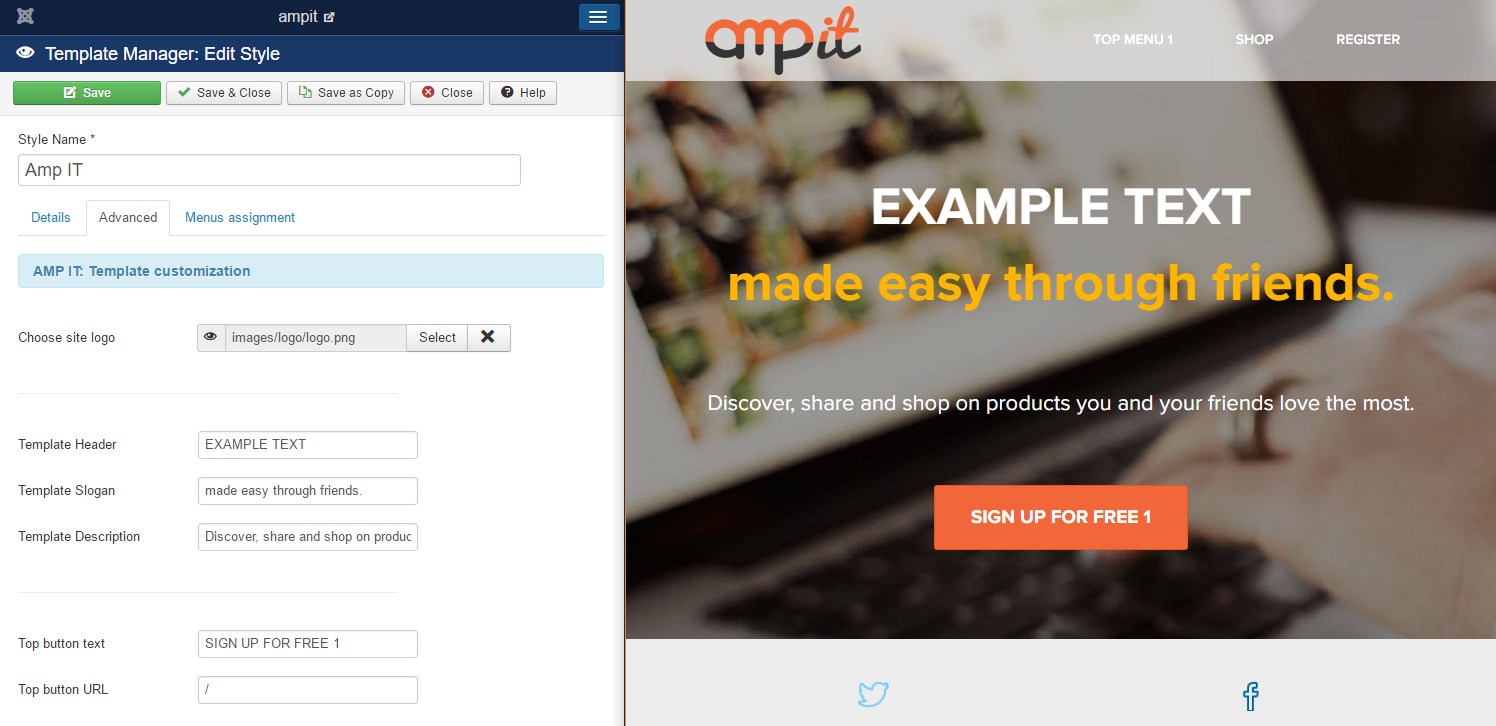 ampit
Template Manager: Edit Style
Save
Save & Close
Save as Copy
Close
Help
Style Name *
Amp IT
Details
Advanced
Menus assignment
AMP IT: Template customization
Choose site logo
images/logo/logo.png
Select
Template Header
EXAMPLE TEXT
Template Slogan
made easy through friends.
Template Description
Discover, share and shop on produc
Top button text
SIGN UP FOR FREE 1
Top button URL
/
ampit
TOP MENU 1
SHOP
REGISTER
EXAMPLE TEXT
made easy through friends.
Discover, share and shop on products you and your friends love the most.
SIGN UP FOR FREE 1